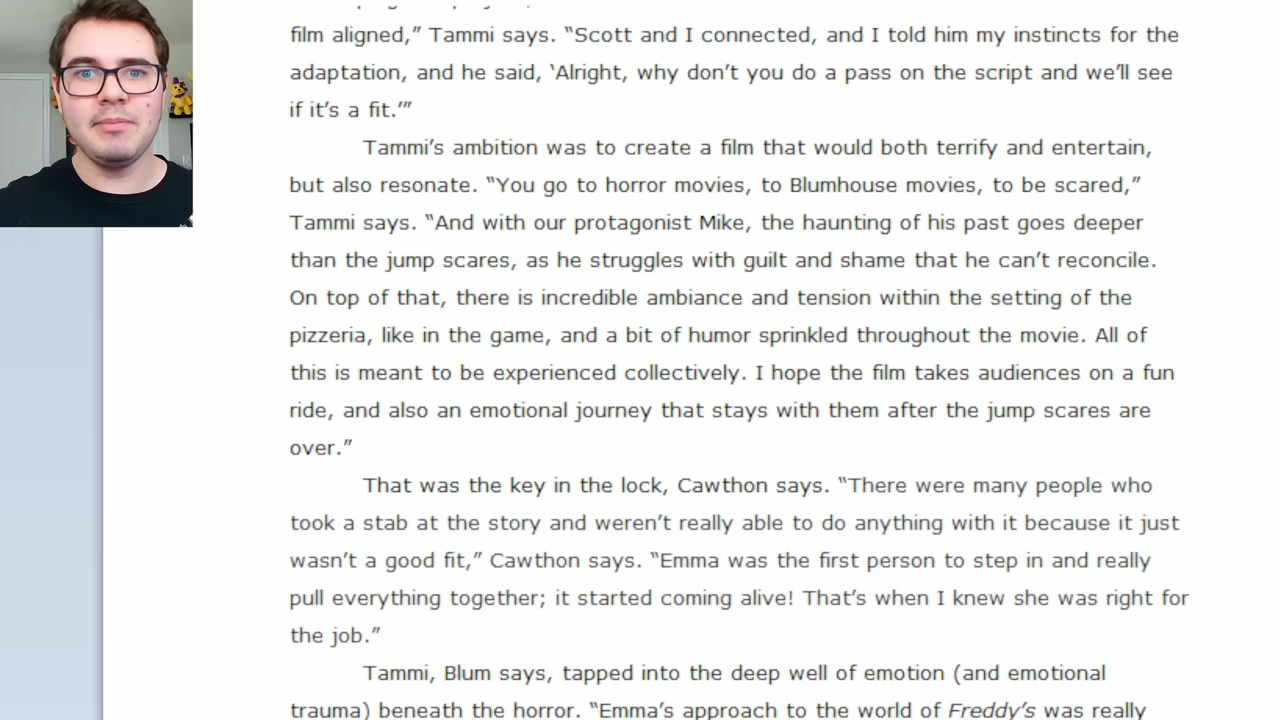 film aligned,” Tammi says. “Scott and I connected, and I told him my instincts for the
adaptation, and he said, ‘Alright, why don’t you do a pass on the script and we’ll see
if it’s a fit.’”
Tammi’s ambition was to create a film that would both terrify and entertain,
but also resonate. “You go to horror movies, to Blumhouse movies, to be scared,”
Tammi says. “And with our protagonist Mike, the haunting of his past goes deeper
than the jump scares, as he struggles with guilt and shame that he can’t reconcile.
On top of that, there is incredible ambiance and tension within the setting of the
pizzeria, like in the game, and a bit of humor sprinkled throughout the movie. All of
this is meant to be experienced collectively. I hope the film takes audiences on a fun
ride, and also an emotional journey that stays with them after the jump scares are
over.”
That was the key in the lock, Cawthon says. “There were many people who
took a stab at the story and weren’t really able to do anything with it because it just
wasn’t a good fit,” Cawthon says. “Emma was the first person to step in and really
pull everything together; it started coming alive! That’s when I knew she was right for
the job.”
Tammi, Blum says, tapped into the deep well of emotion (and emotional
trauma) beneath the horror. “Emma’s approach to the world of Freddy’s was really